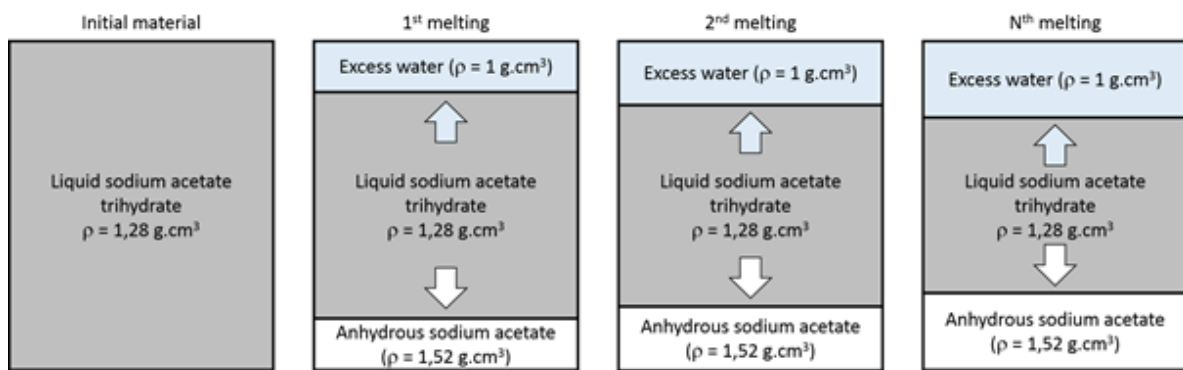 Initial material
Liquid sodium acetate
trihydrate
ρ = 1,28 g.cm³
1st melting
Excess water (ρ = 1 g.cm³)
Liquid sodium acetate
trihydrate
ρ = 1,28 g.cm³
Anhydrous sodium acetate
(ρ = 1,52 g.cm³)
2nd melting
Excess water (ρ = 1 g.cm³)
Liquid sodium acetate
trihydrate
ρ = 1,28 g.cm³
Anhydrous sodium acetate
(ρ = 1,52 g.cm³)
Nth melting
Excess water (ρ = 1 g.cm³)
Liquid sodium acetate
trihydrate
ρ = 1,28 g.cm³
Anhydrous sodium acetate
(ρ = 1,52 g.cm³)